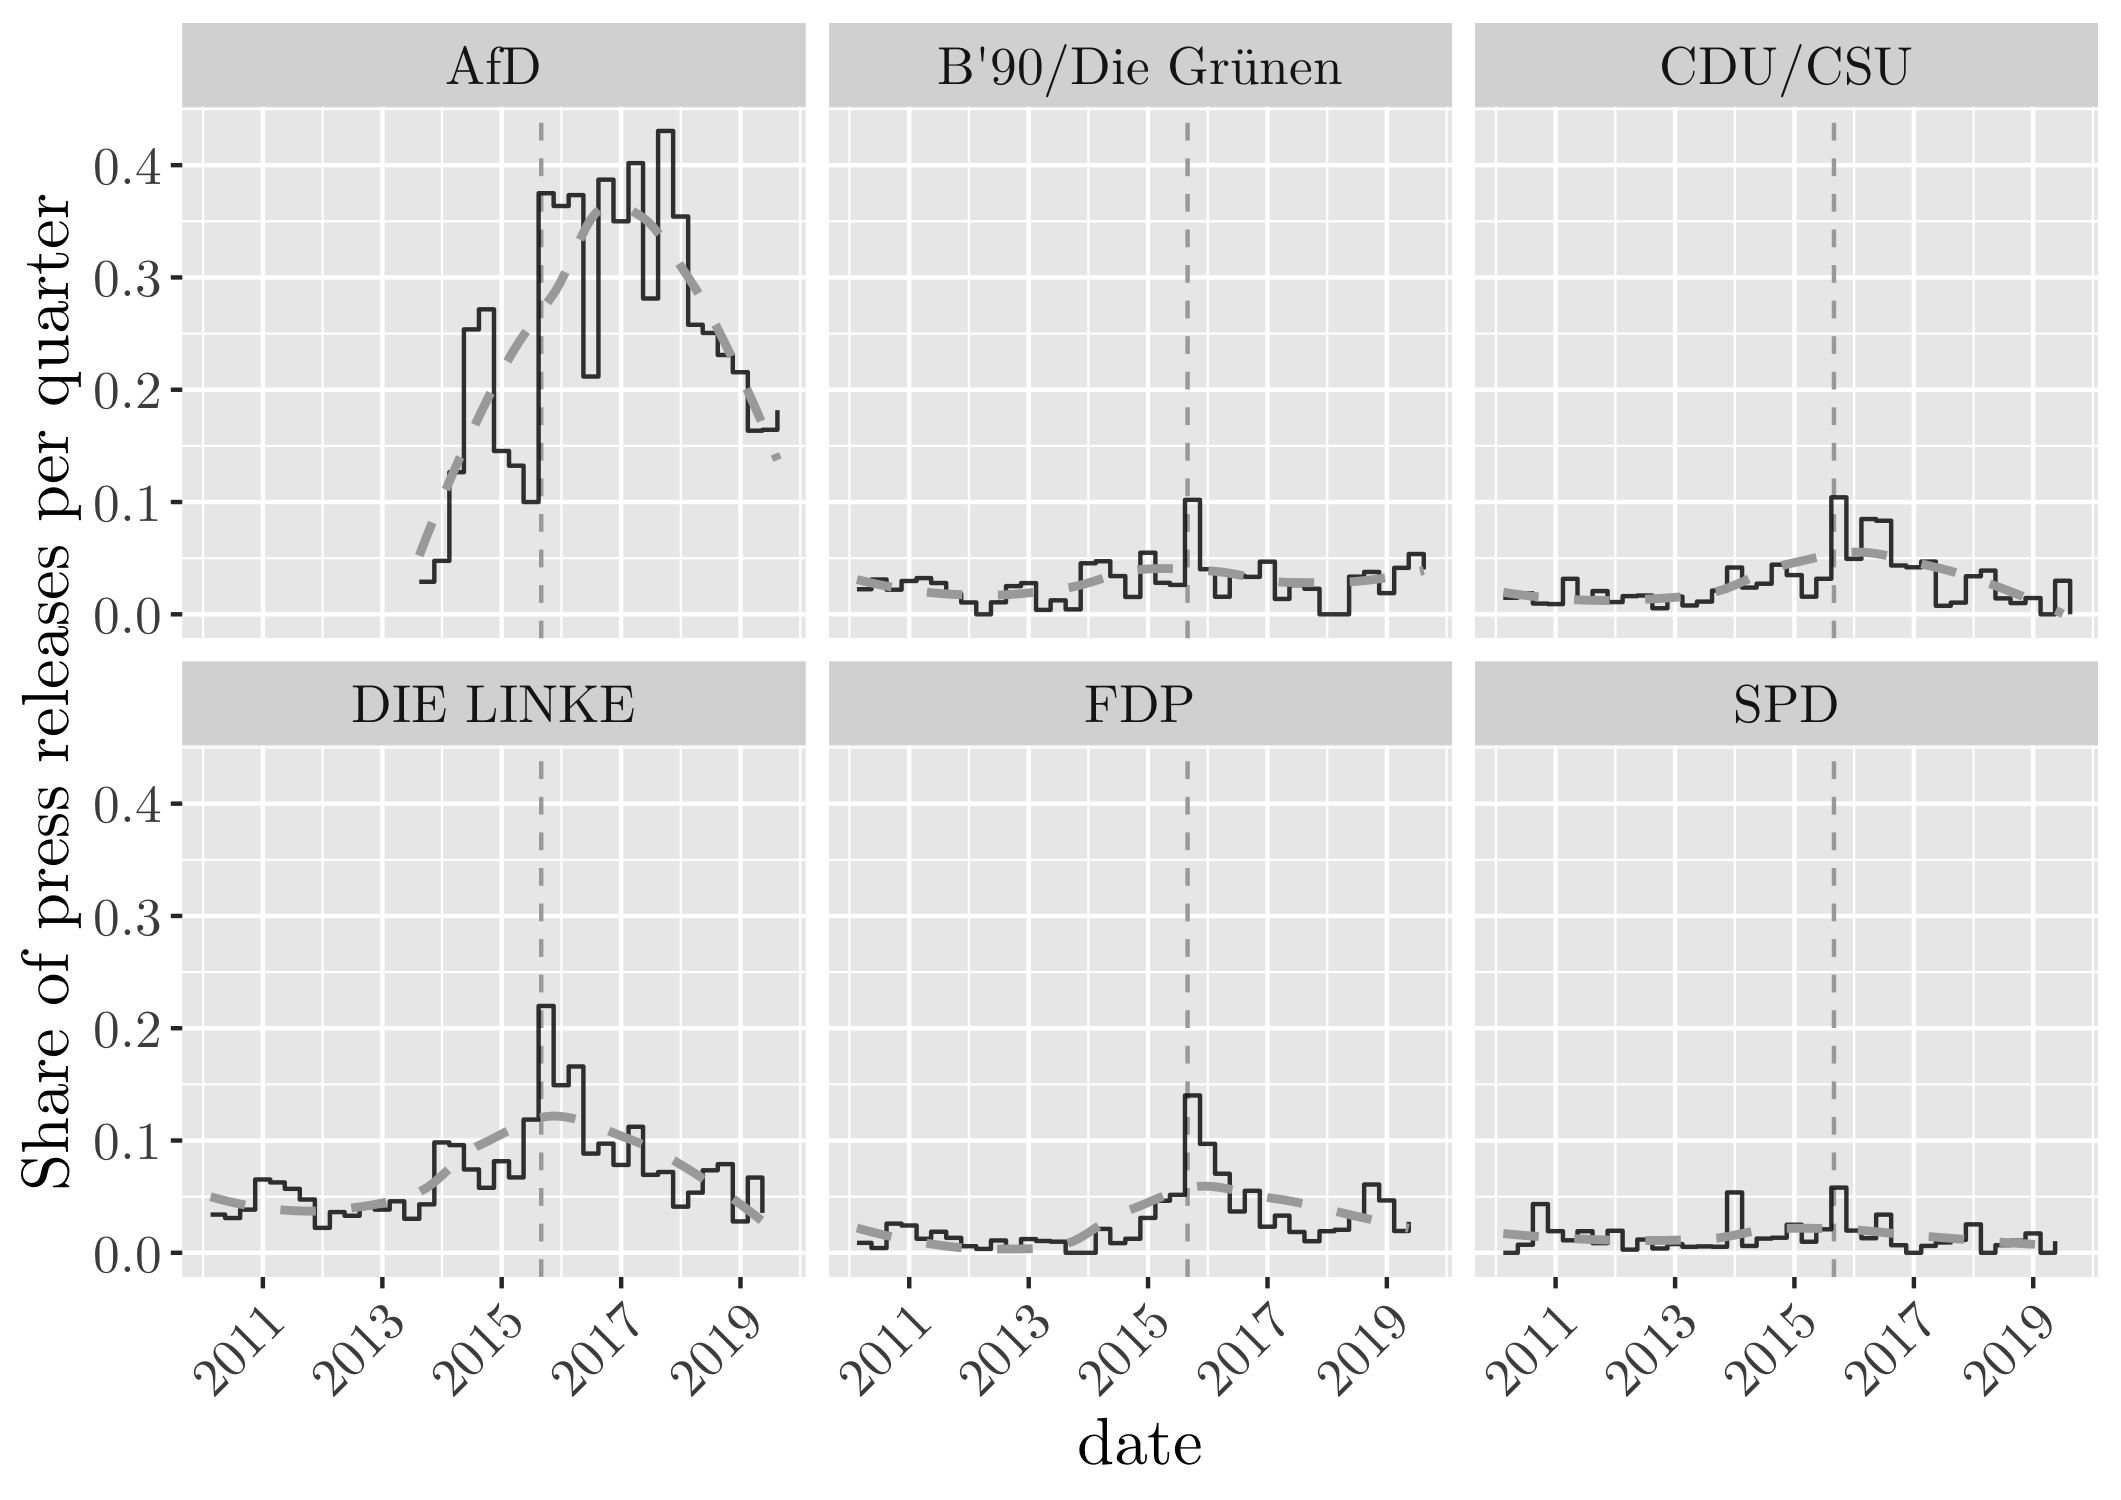 AfD
B'90/Die Grünen
CDU/CSU
0.4
0.3
0.2
0.1
0.0
DIE LINKE
FDP
SPD
0.4
0.3
0.2
0.1
0.0
2011 2013 2015 2017 2019
2011 2013 2015 2017 2019
2011 2013 2015 2017 2019
date
Share of press releases per quarter